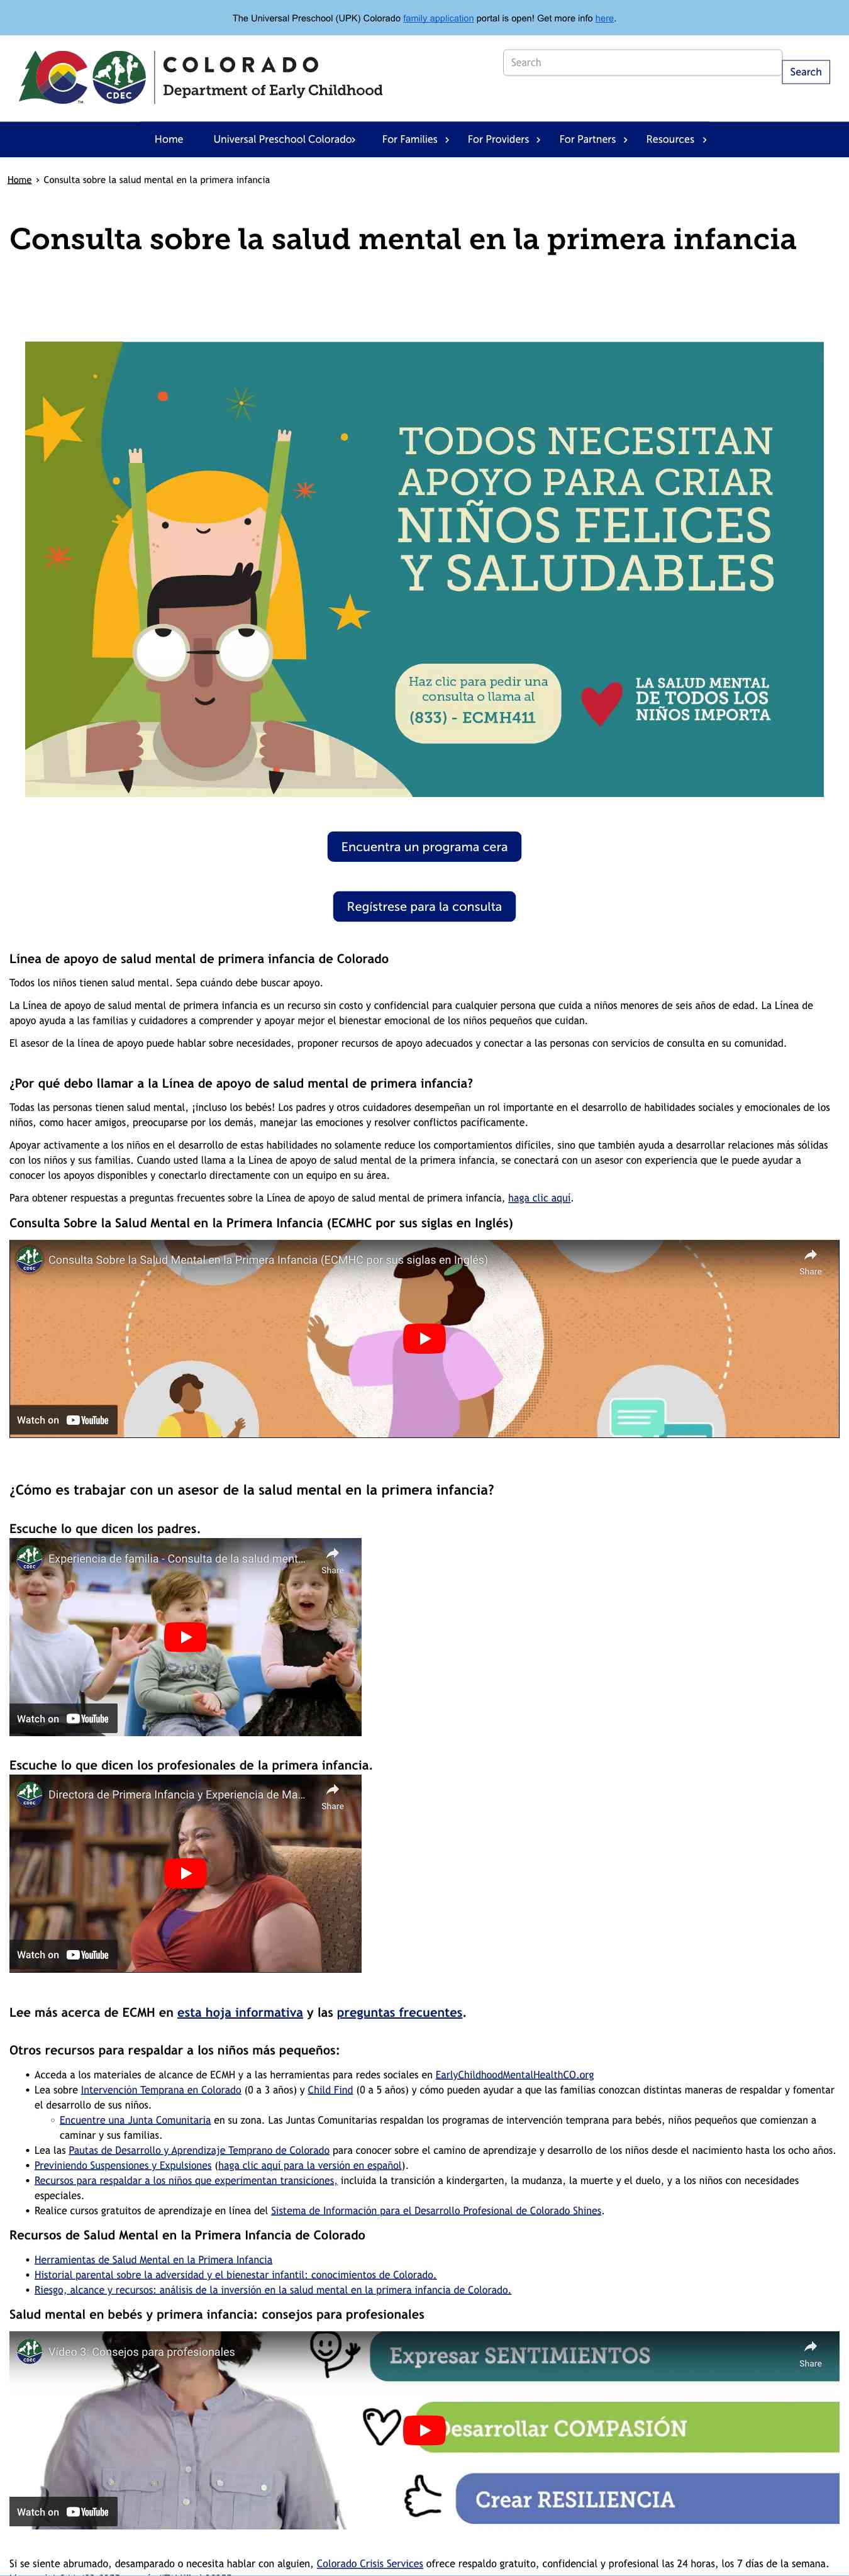 The Universal Preschool (UPK) Colorado family application portal is open! Get more info here.
COLORADO
Department of Early Childhood
CDEC
Search
Search
Home
Universal Preschool Colorado
For Families
For Providers
For Partners
Resources
Home › Consulta sobre la salud mental en la primera infancia
Consulta sobre la salud mental en la primera infancia
TODOS NECESITAN
APOYO PARA CRIAR
NIÑOS FELICES
Y SALUDABLES
Haz clic para pedir una
consulta o llama al
(833) - ECMH411
LA SALUD MENTAL
DE TODOS LOS
NIÑOS IMPORTA
Encuentra un programa cera
Regístrese para la consulta
Línea de apoyo de salud mental de primera infancia de Colorado
Todos los niños tienen salud mental. Sepa cuándo debe buscar apoyo.
La Línea de apoyo de salud mental de primera infancia es un recurso sin costo y confidencial para cualquier persona que cuida a niños menores de seis años de edad. La Línea de
apoyo ayuda a las familias y cuidadores a comprender y apoyar mejor el bienestar emocional de los niños pequeños que cuidan.
El asesor de la línea de apoyo puede hablar sobre necesidades, proponer recursos de apoyo adecuados y conectar a las personas con servicios de consulta en su comunidad.
¿Por qué debo llamar a la Línea de apoyo de salud mental de primera infancia?
Todas las personas tienen salud mental, ¡incluso los bebés! Los padres y otros cuidadores desempeñan un rol importante en el desarrollo de habilidades sociales y emocionales de los
niños, como hacer amigos, preocuparse por los demás, manejar las emociones y resolver conflictos pacíficamente.
Apoyar activamente a los niños en el desarrollo de estas habilidades no solamente reduce los comportamientos difíciles, sino que también ayuda a desarrollar relaciones más sólidas
con los niños y sus familias. Cuando usted llama a la Línea de apoyo de salud mental de la primera infancia, se conectará con un asesor con experiencia que le puede ayudar a
conocer los apoyos disponibles y conectarlo directamente con un equipo en su área.
Para obtener respuestas a preguntas frecuentes sobre la Línea de apoyo de salud mental de primera infancia, haga clic aquí.
Consulta Sobre la Salud Mental en la Primera Infancia (ECMHC por sus siglas en Inglés)
Consulta Sobre la Salud Mental en la Primera Infancia (ECMHC por sus siglas en Inglés)
Share
Watch on YouTube
¿Cómo es trabajar con un asesor de la salud mental en la primera infancia?
Escuche lo que dicen los padres.
Experiencia de familia - Consulta de la salud ment...
Share
Watch on YouTube
Escuche lo que dicen los profesionales de la primera infancia.
Directora de Primera Infancia y Experiencia de Ma...
Share
Watch on YouTube
Lee más acerca de ECMH en esta hoja informativa y las preguntas frecuentes.
Otros recursos para respaldar a los niños más pequeños:
• Acceda a los materiales de alcance de ECMH y a las herramientas para redes sociales en EarlyChildhoodMentalHealthCO.org
• Lea sobre Intervención Temprana en Colorado (0 a 3 años) y Child Find (0 a 5 años) y cómo pueden ayudar a que las familias conozcan distintas maneras de respaldar y fomentar
el desarrollo de sus niños.
◦ Encuentre una Junta Comunitaria en su zona. Las Juntas Comunitarias respaldan los programas de intervención temprana para bebés, niños pequeños que comienzan a
caminar y sus familias.
• Lea las Pautas de Desarrollo y Aprendizaje Temprano de Colorado para conocer sobre el camino de aprendizaje y desarrollo de los niños desde el nacimiento hasta los ocho años.
• Previniendo Suspensiones y Expulsiones (haga clic aquí para la versión en español).
• Recursos para respaldar a los niños que experimentan transiciones, incluida la transición a kindergarten, la mudanza, la muerte y el duelo, y a los niños con necesidades
especiales.
• Realice cursos gratuitos de aprendizaje en línea del Sistema de Información para el Desarrollo Profesional de Colorado Shines.
Recursos de Salud Mental en la Primera Infancia de Colorado
• Herramientas de Salud Mental en la Primera Infancia
• Historial parental sobre la adversidad y el bienestar infantil: conocimientos de Colorado.
• Riesgo, alcance y recursos: análisis de la inversión en la salud mental en la primera infancia de Colorado.
Salud mental en bebés y primera infancia: consejos para profesionales
Vídeo 3: Consejos para profesionales
Share
Expresar SENTIMIENTOS
Desarrollar COMPASIÓN
Crear RESILIENCIA
Watch on YouTube
Si se siente abrumado, desamparado o necesita hablar con alguien, Colorado Crisis Services ofrece respaldo gratuito, confidencial y profesional las 24 horas, los 7 días de la semana.